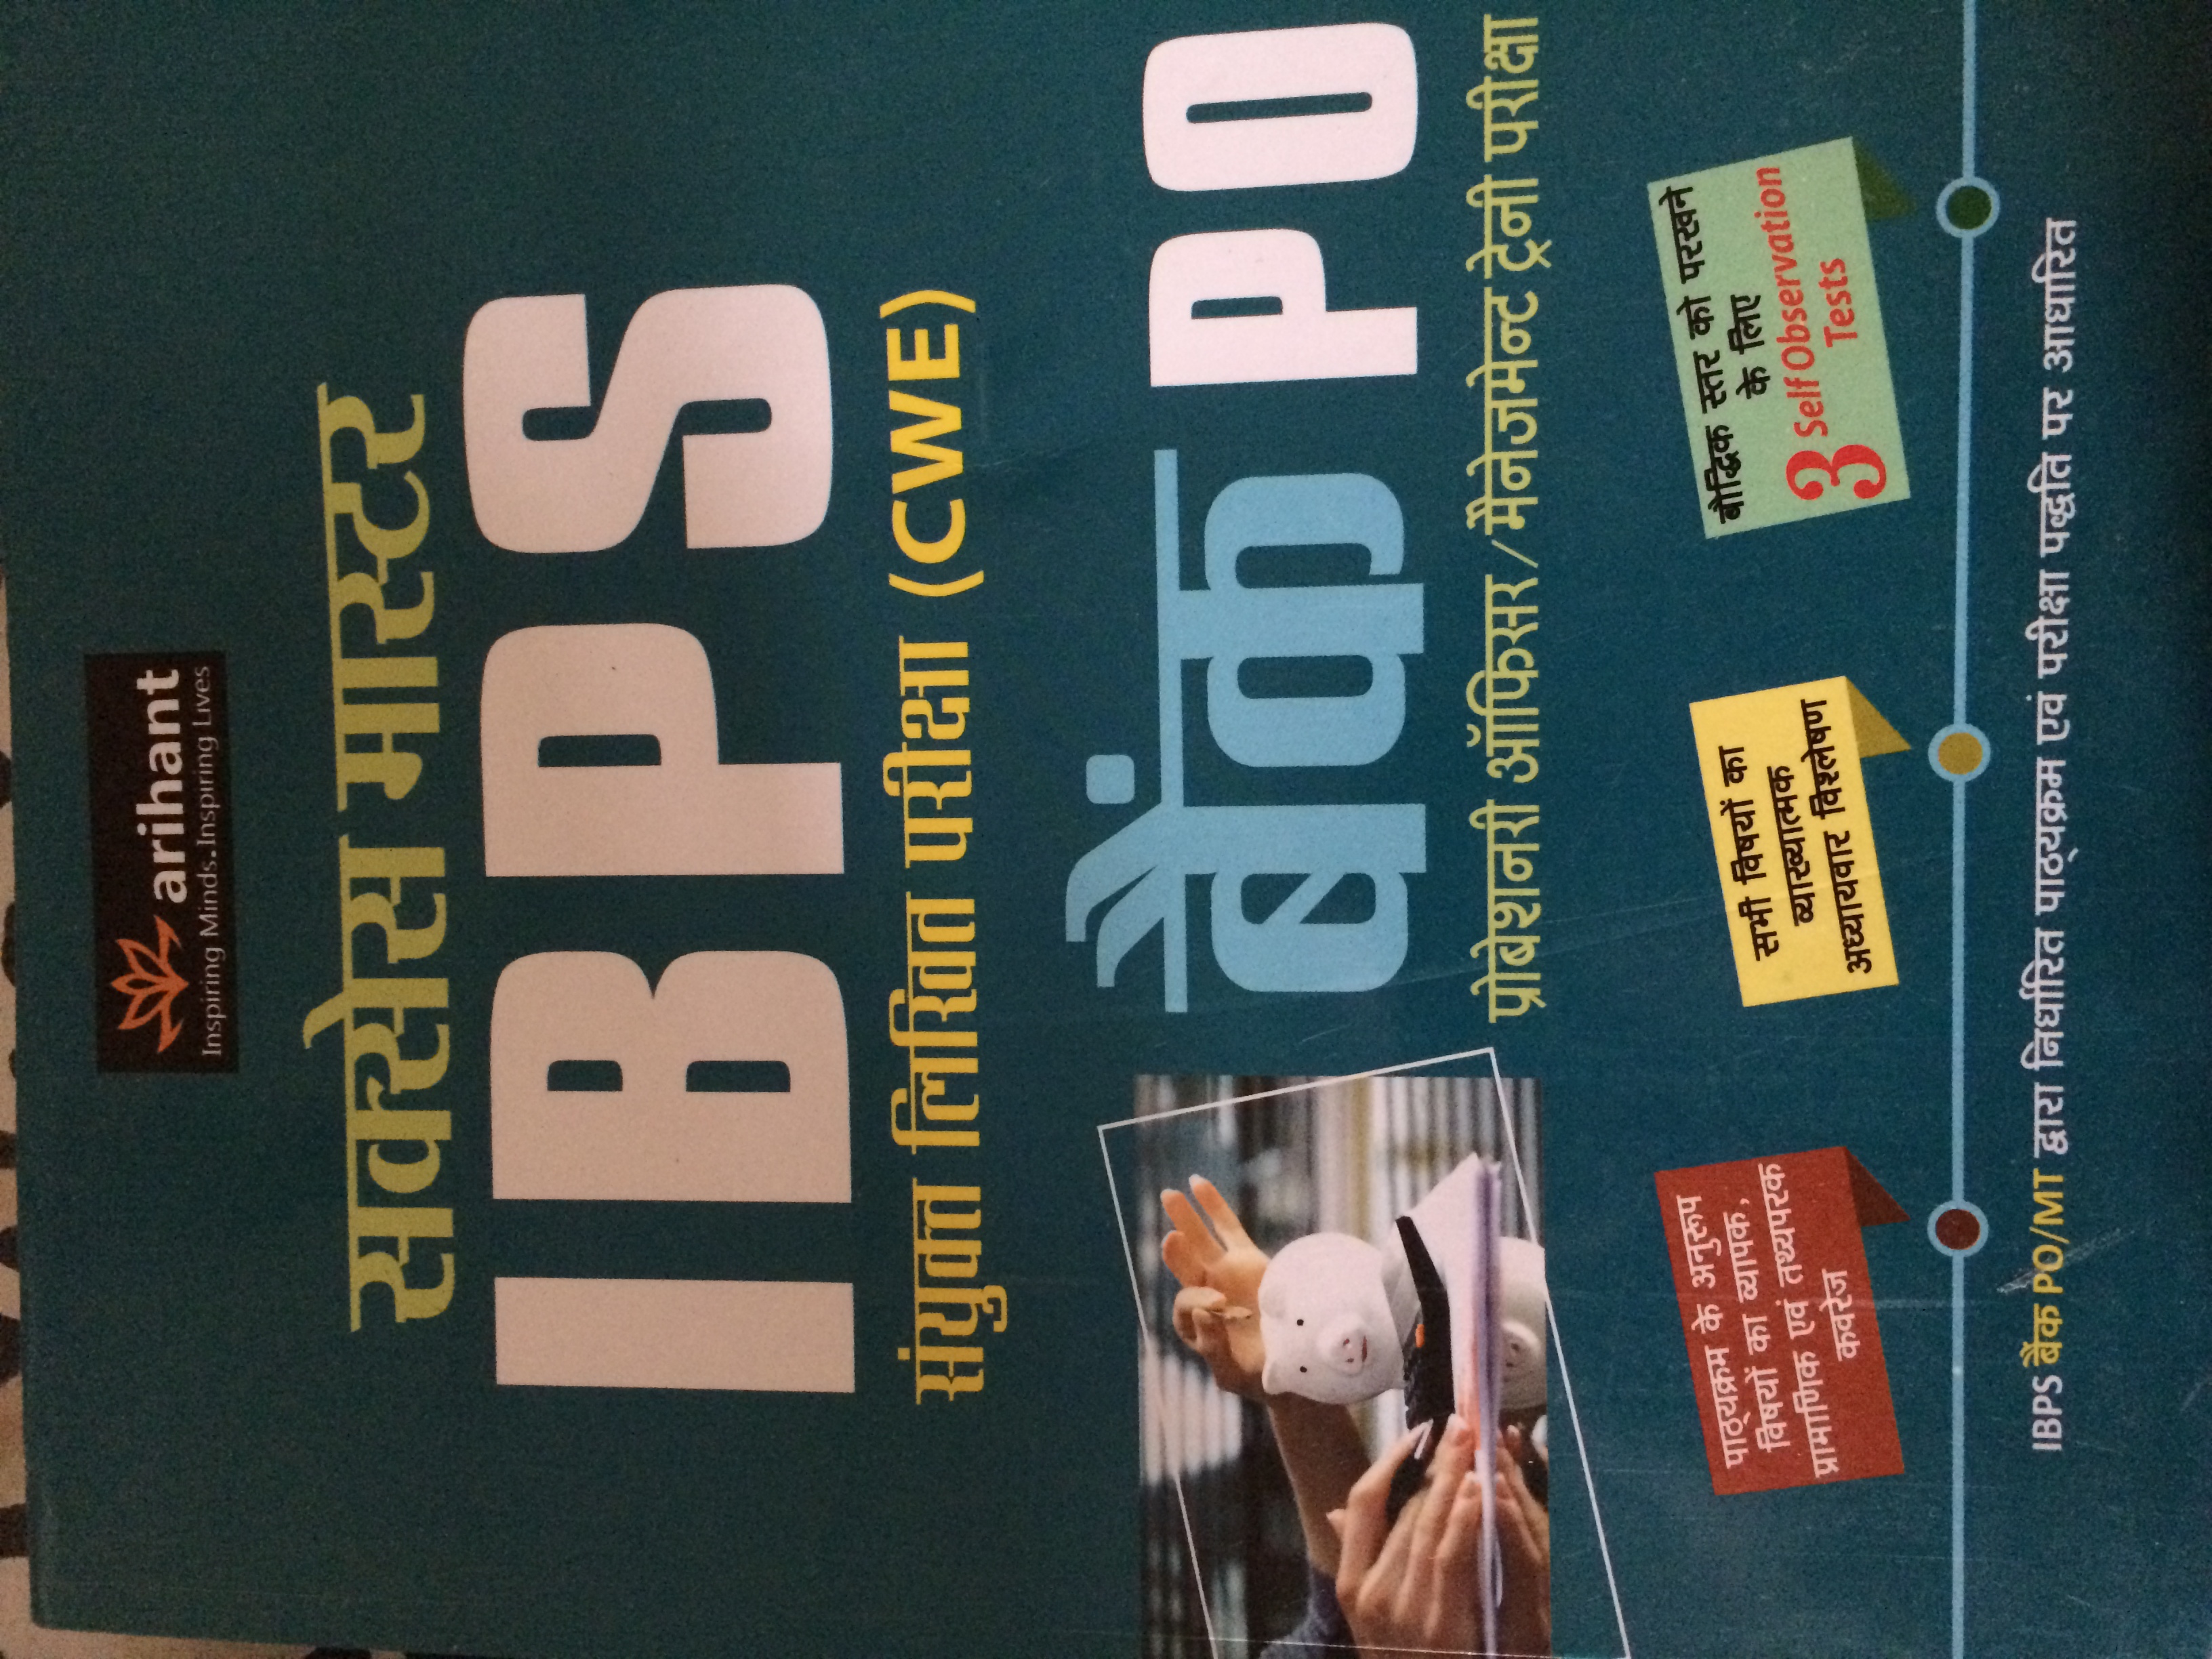 arihant
Inspiring Minds.Inspiring Lives
सक्सेस मास्टर
IBPS
संयुक्त लिखित परीक्षा (CWE)
बैंक PO
प्रोबेशनरी ऑफिसर/मैनेजमेन्ट ट्रेनी परीक्षा
पाठ्यक्रम के अनुरूप
विषयों का व्यापक,
प्रामाणिक एवं तथ्यपरक
कवरेज
सभी विषयों का
व्याख्यात्मक
अध्यायवार विश्लेषण
बौद्धिक स्तर को परखने
के लिए
3 Self Observation
Tests
IBPS बैंक PO/MT द्वारा निर्धारित पाठ्यक्रम एवं परीक्षा पद्धति पर आधारित